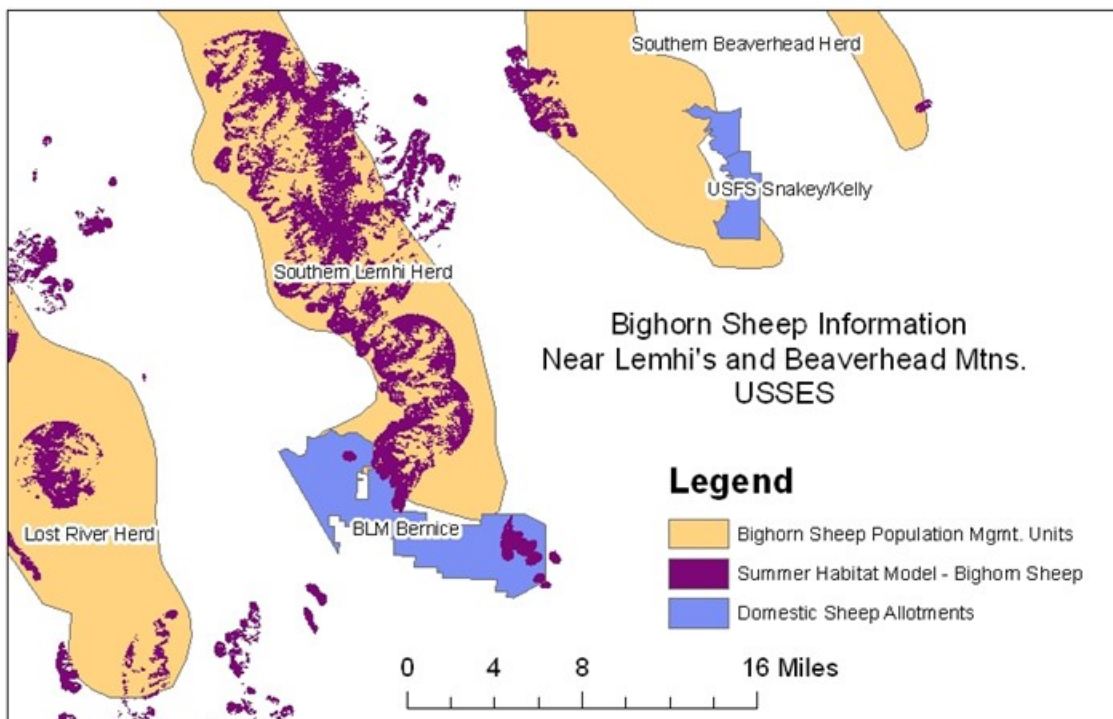 Southern Beaverhead Herd
USFS Snakey/Kelly
Southern Lemhi Herd
Bighorn Sheep Information
Near Lemhi's and Beaverhead Mtns.
USSES
Lost River Herd
BLM Bernice
Legend
Bighorn Sheep Population Mgmt. Units
Summer Habitat Model - Bighorn Sheep
Domestic Sheep Allotments
0 4 8 16 Miles